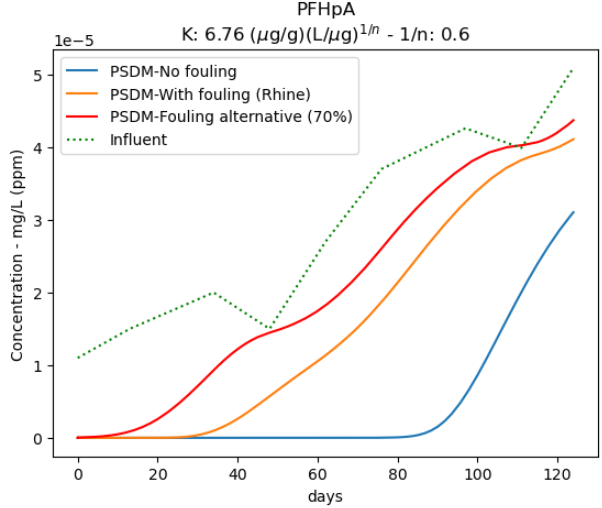 PFHpA
K: 6.76 (μg/g)(L/μg)^{1/n} - 1/n: 0.6
1e−5
PSDM-No fouling
PSDM-With fouling (Rhine)
PSDM-Fouling alternative (70%)
Influent
5
4
3
2
1
0
Concentration - mg/L (ppm)
0 20 40 60 80 100 120
days